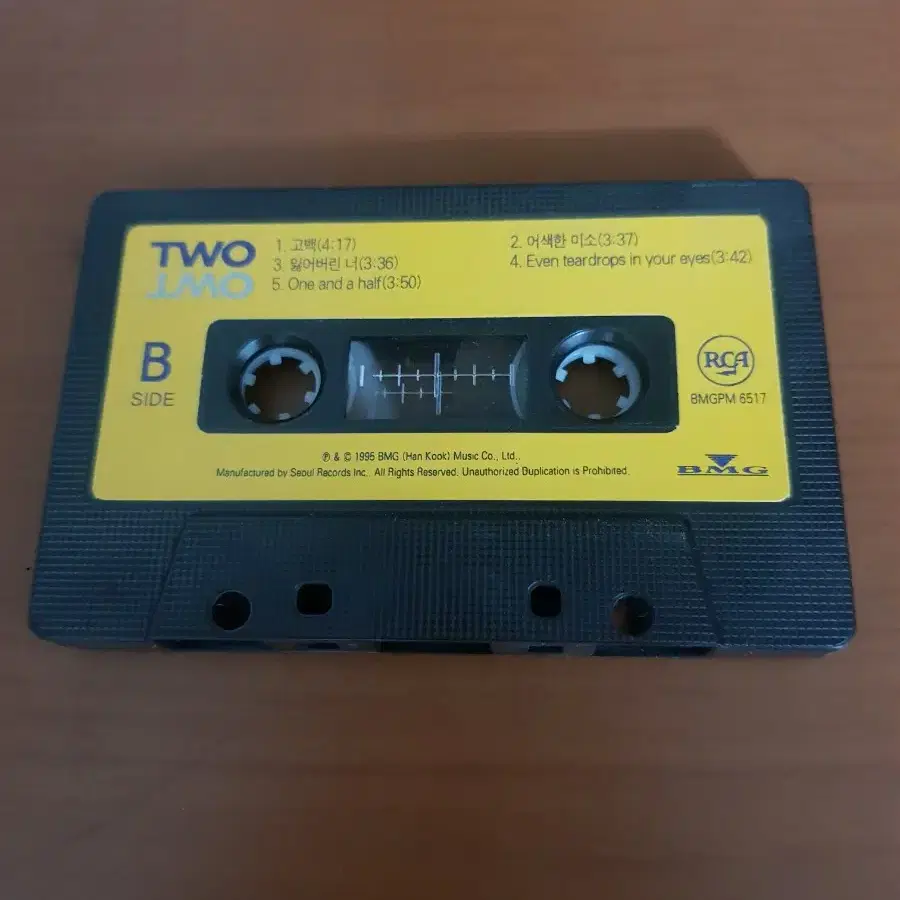 TWO
TWO
1. 고백(4:17)
2. 어색한 미소(3:37)
3. 잃어버린 너(3:36)
4. Even teardrops in your eyes(3:42)
5. One and a half(3:50)
B
SIDE
RCA
BMGPM 6517
℗ & © 1995 BMG (Han Kook) Music Co., Ltd.,
Manufactured by Seoul Records Inc., All Rights Reserved. Unauthorized Duplication is Prohibited.
BMG